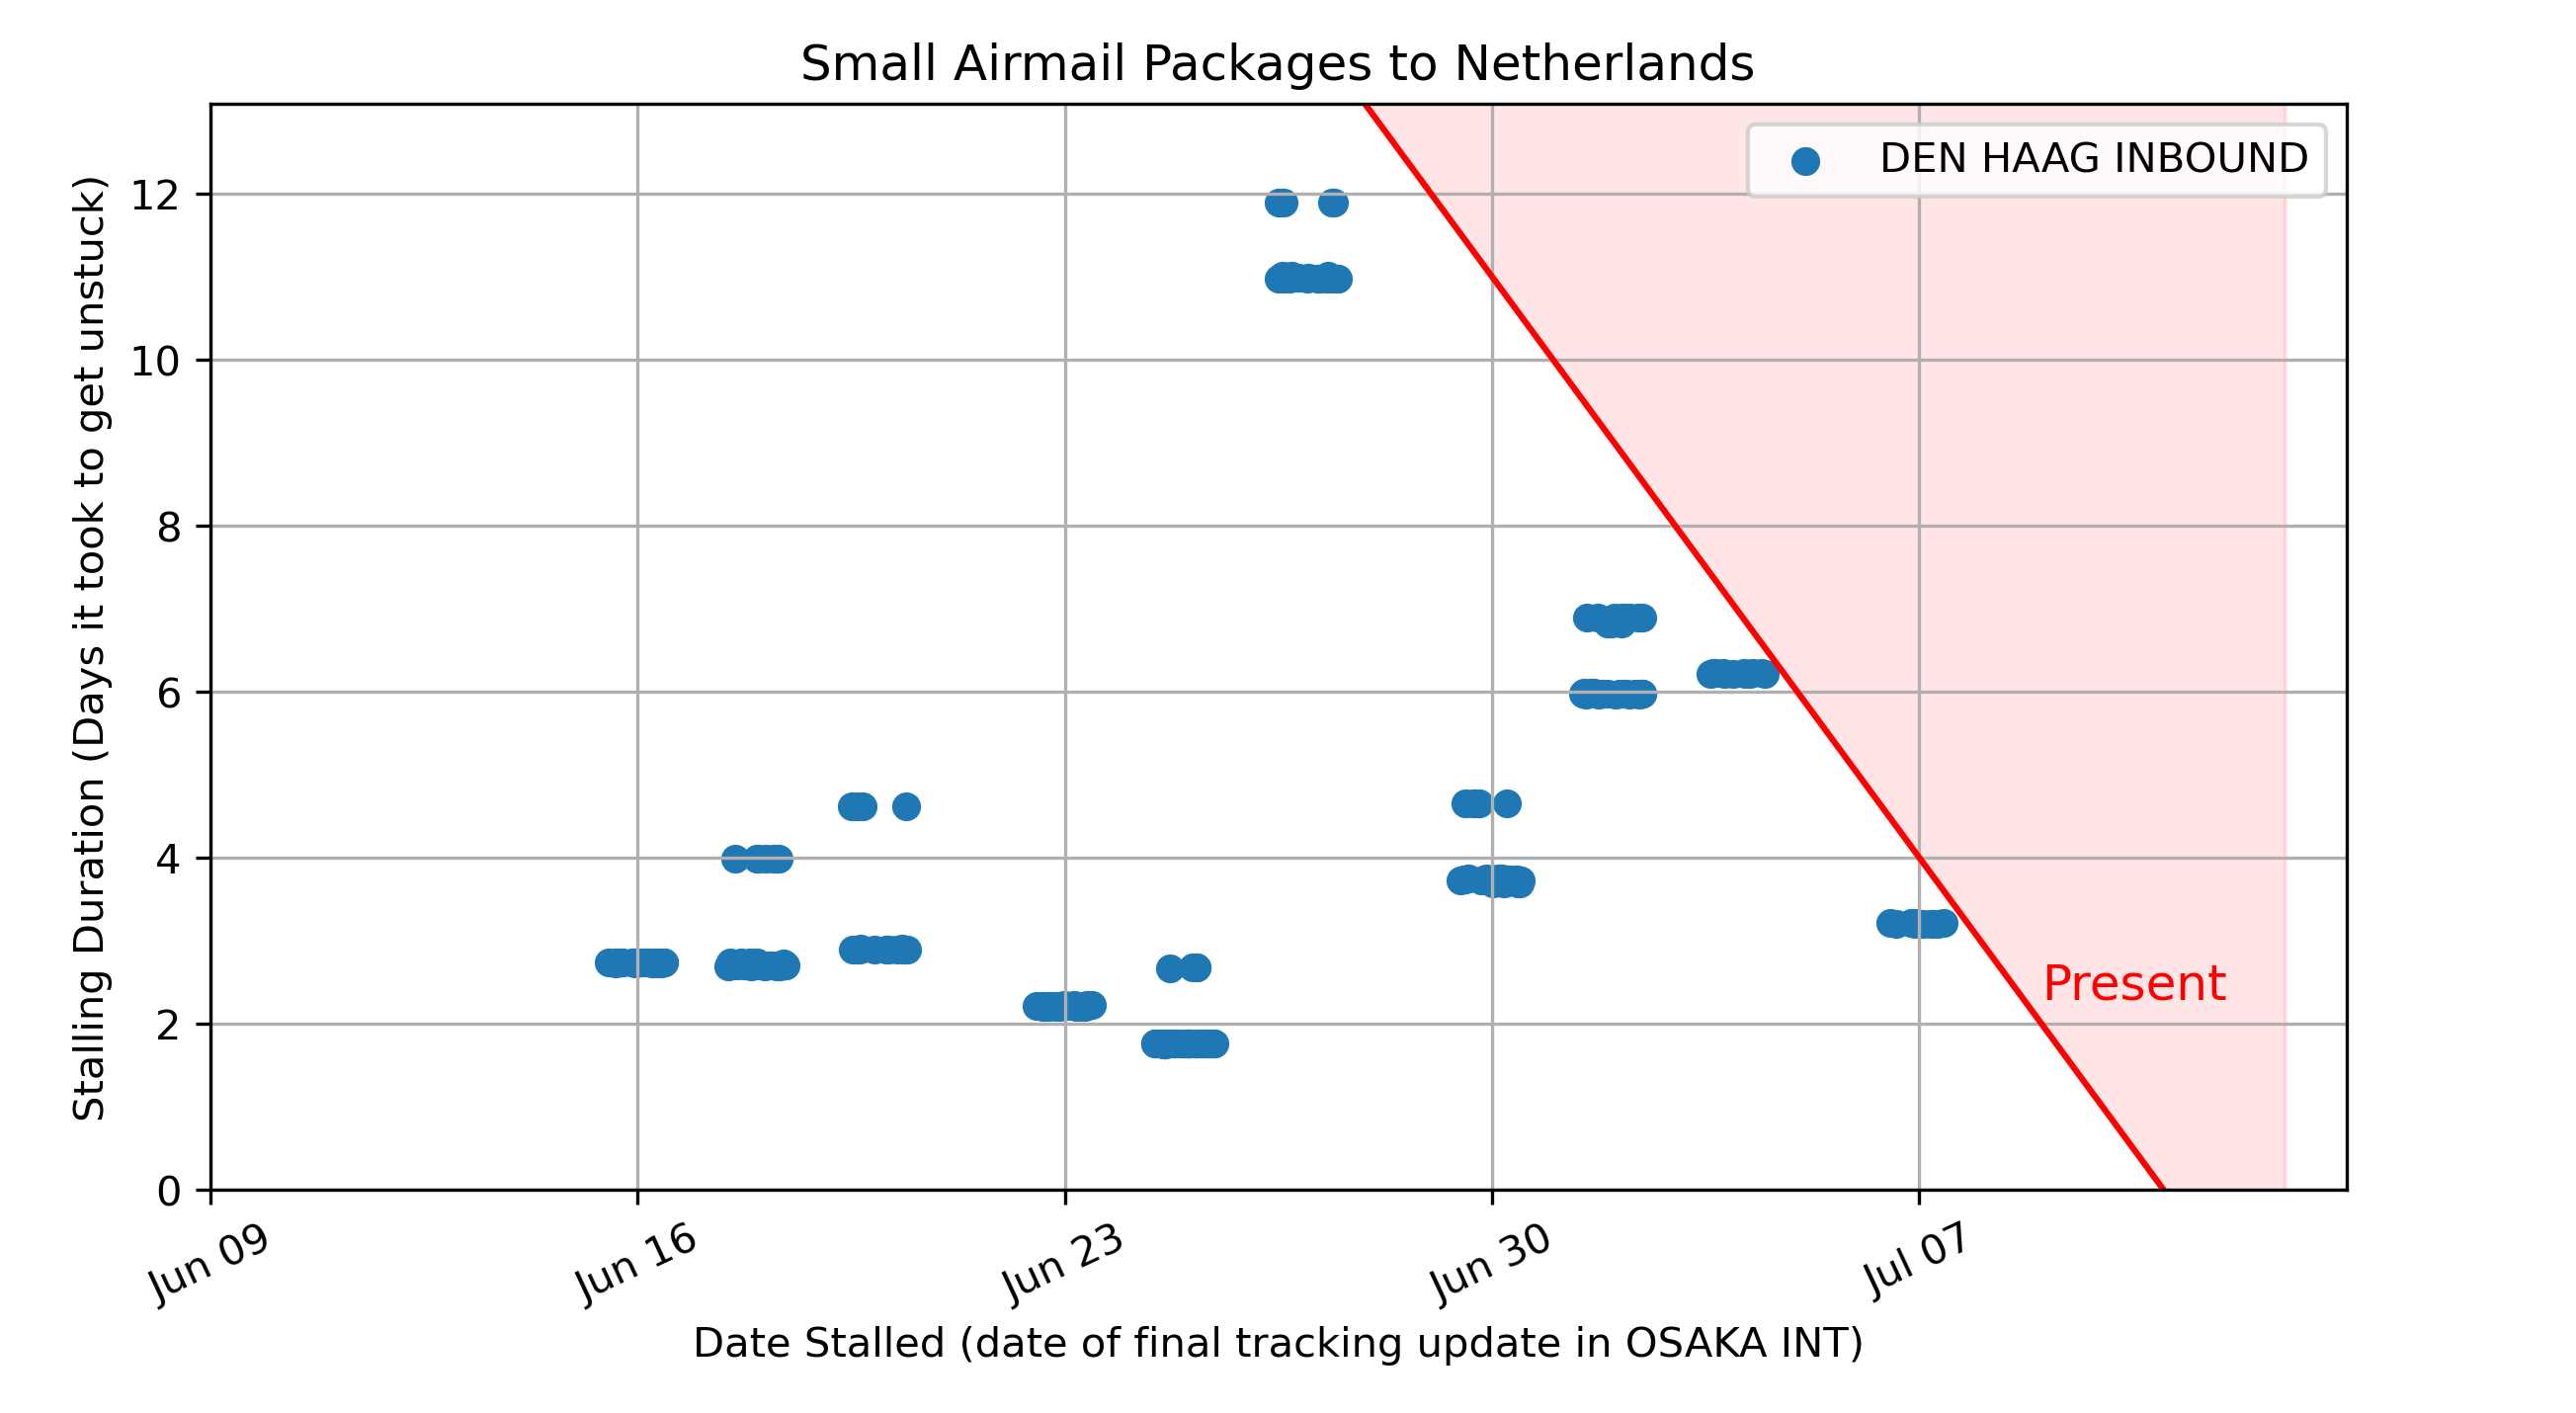 Small Airmail Packages to Netherlands
DEN HAAG INBOUND
Stalling Duration (Days it took to get unstuck)
12
10
8
6
4
2
0
Present
Jun 09
Jun 16
Jun 23
Jun 30
Jul 07
Date Stalled (date of final tracking update in OSAKA INT)